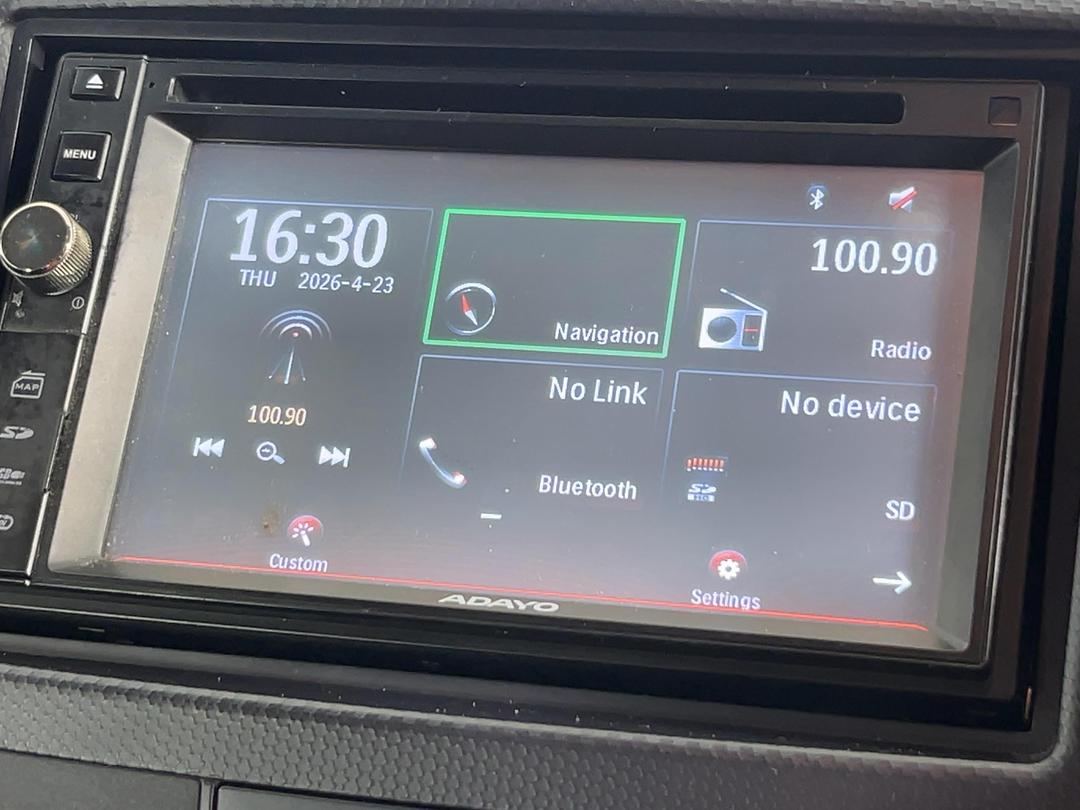 MENU
16:30
THU 2026-4-23
100.90
Custom
Navigation
100.90
Radio
No Link
Bluetooth
No device
SD
Settings
MAP
ADAYO